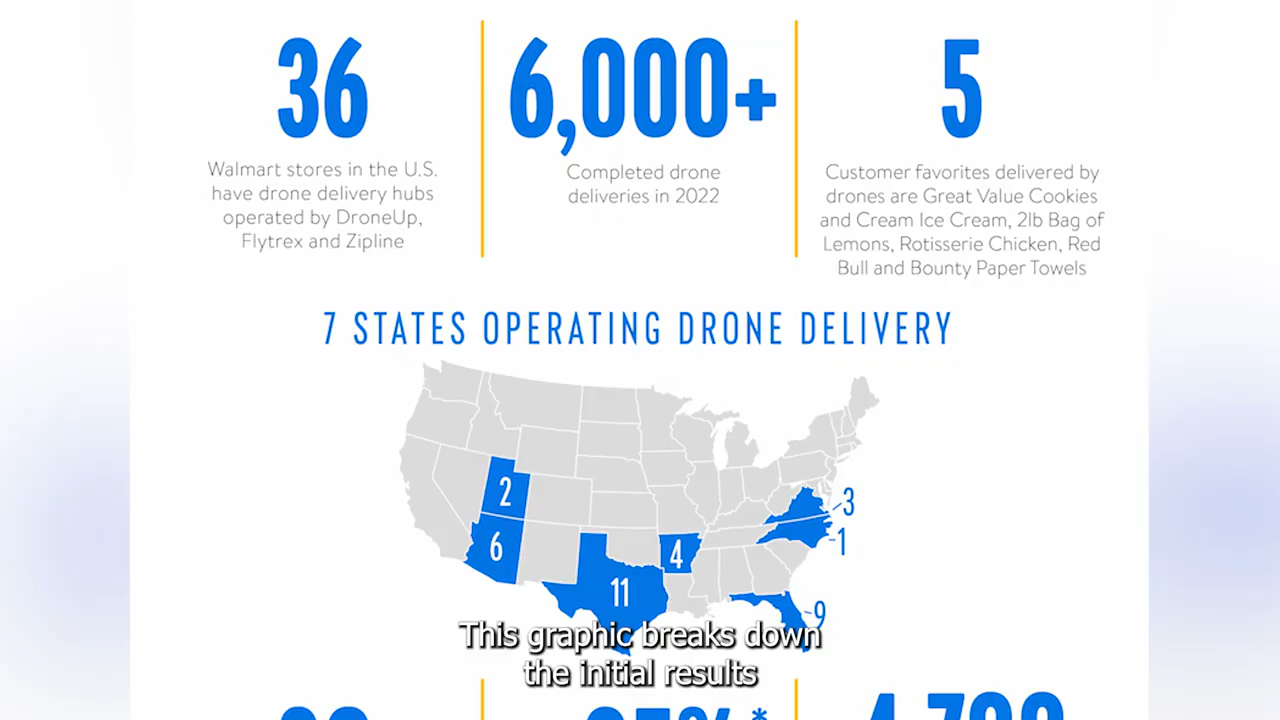 36
Walmart stores in the U.S.
have drone delivery hubs
operated by DroneUp,
Flytrex and Zipline
6,000+
Completed drone
deliveries in 2022
5
Customer favorites delivered by
drones are Great Value Cookies
and Cream Ice Cream, 2lb Bag of
Lemons, Rotisserie Chicken, Red
Bull and Bounty Paper Towels
7 STATES OPERATING DRONE DELIVERY
2
6
11
4
3
1
9
This graphic breaks down
the initial results